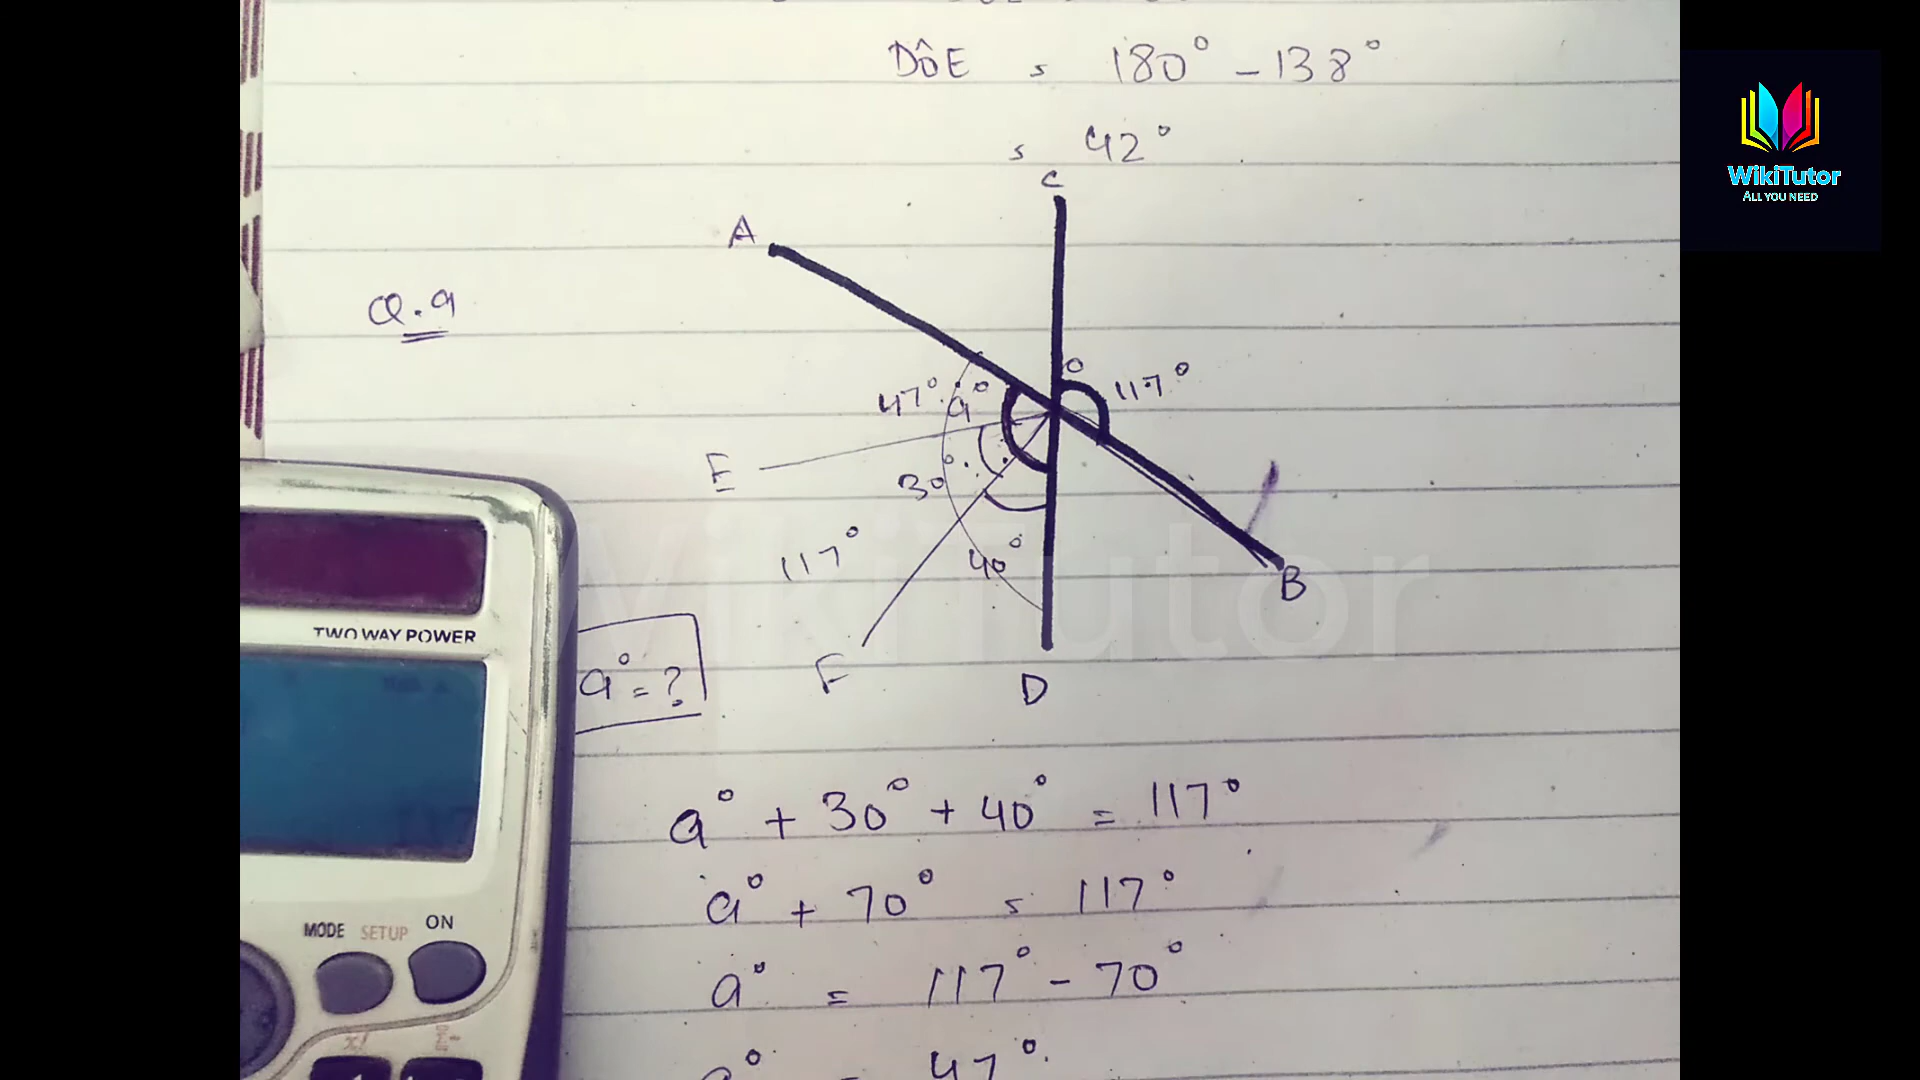 DÔE = 180° - 138°
= 42°
C
A
Q.9
O
117°
47°
a°
E
30°
117°
40°
B
F
D
a° = ?
a° + 30° + 40° = 117°
a° + 70° = 117°
a° = 117° - 70°
a° = 47°
TWO WAY POWER
MODE SETUP ON
x!
WikiTutor
ALL YOU NEED
WikiTutor